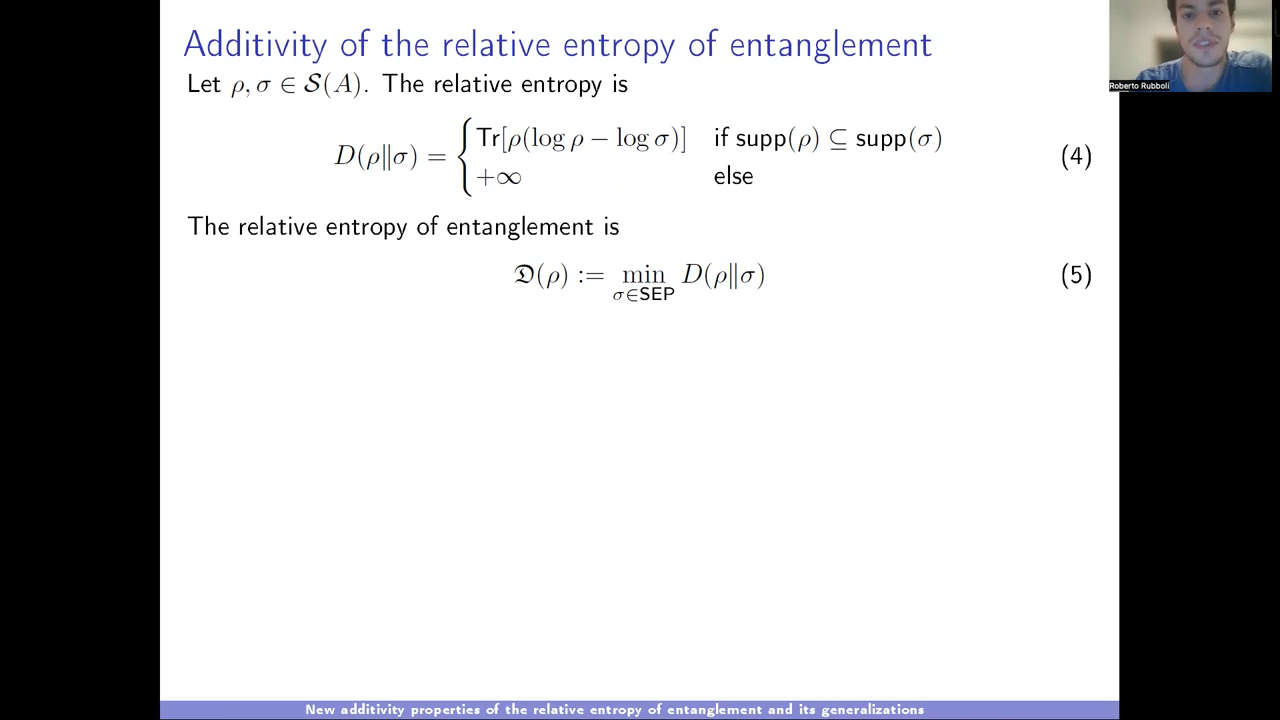 Additivity of the relative entropy of entanglement
Let ρ, σ ∈ 𝒮(A). The relative entropy is
D(ρ‖σ) = { Tr[ρ(log ρ − log σ)] if supp(ρ) ⊆ supp(σ)
+∞ else (4)
The relative entropy of entanglement is
𝔇(ρ) := min_{σ∈SEP} D(ρ‖σ) (5)
New additivity properties of the relative entropy of entanglement and its generalizations
Roberto Rubboli